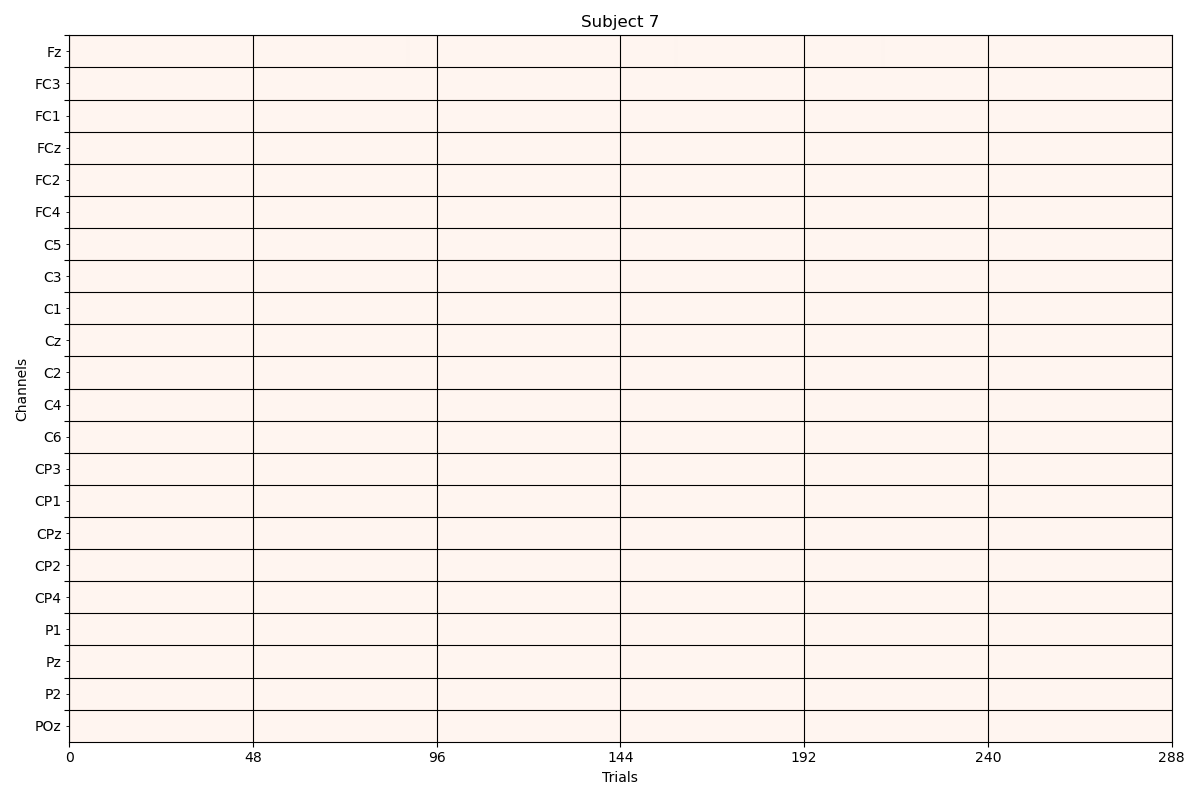 Subject 7
Fz
FC3
FC1
FCz
FC2
FC4
C5
C3
C1
Cz
C2
C4
C6
CP3
CP1
CPz
CP2
CP4
P1
Pz
P2
POz
Channels
0 48 96 144 192 240 288
Trials